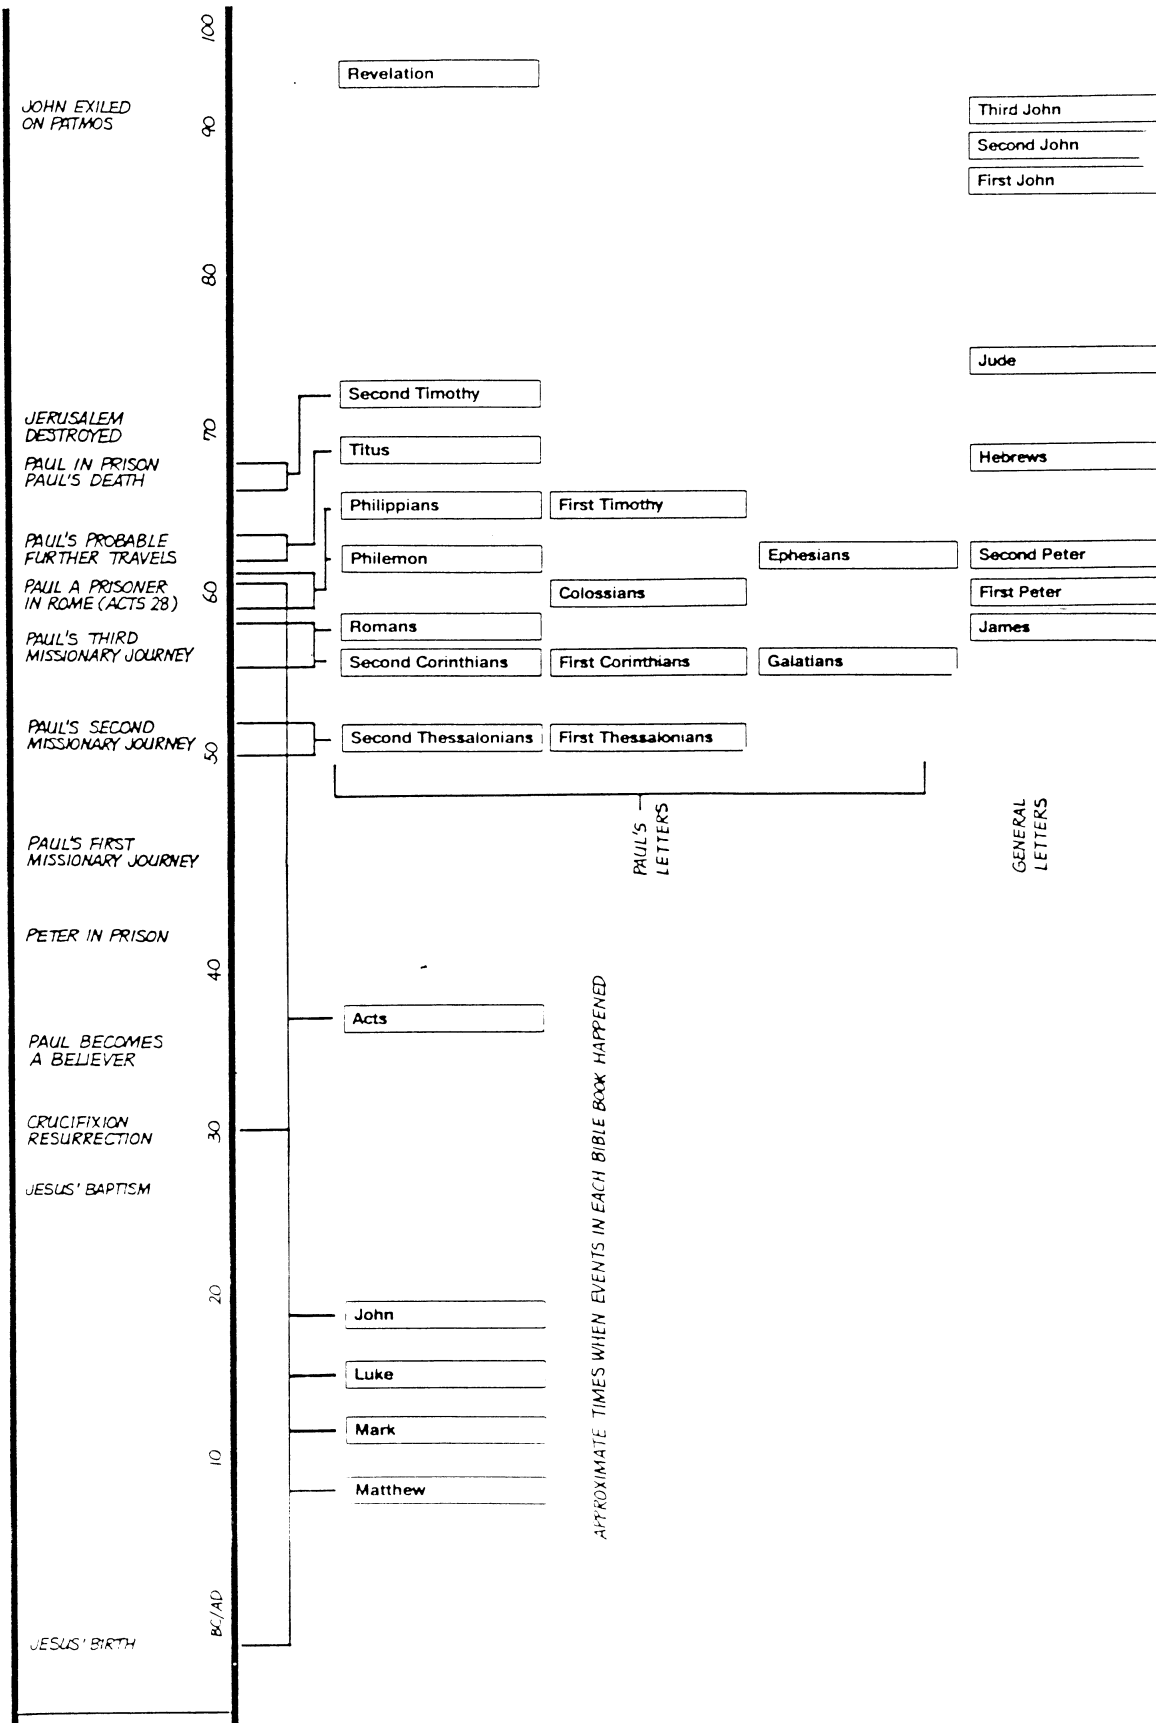 100
Revelation
JOHN EXILED
ON PATMOS
90
Third John
Second John
First John
80
Jude
Second Timothy
JERUSALEM
DESTROYED
70
Titus
Hebrews
PAUL IN PRISON
PAUL'S DEATH
Philippians
First Timothy
PAUL'S PROBABLE
FURTHER TRAVELS
Philemon
Ephesians
Second Peter
PAUL A PRISONER
IN ROME (ACTS 28)
60
Colossians
First Peter
Romans
James
PAUL'S THIRD
MISSIONARY JOURNEY
Second Corinthians
First Corinthians
Galatians
PAUL'S SECOND
MISSIONARY JOURNEY
50
Second Thessalonians
First Thessalonians
PAUL'S
LETTERS
GENERAL
LETTERS
PAUL'S FIRST
MISSIONARY JOURNEY
PETER IN PRISON
40
Acts
PAUL BECOMES
A BELIEVER
CRUCIFIXION
RESURRECTION
30
JESUS' BAPTISM
20
John
Luke
Mark
10
Matthew
APPROXIMATE TIMES WHEN EVENTS IN EACH BIBLE BOOK HAPPENED
BC/AD
JESUS' BIRTH